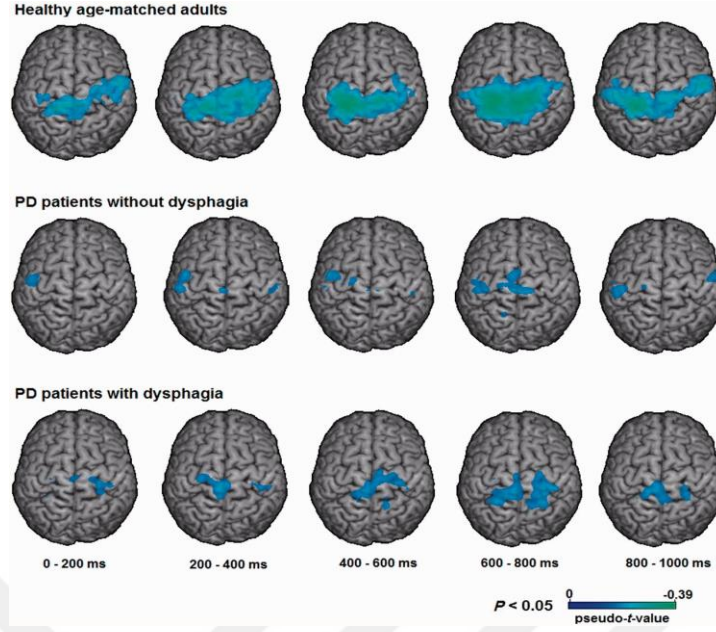 Healthy age-matched adults
PD patients without dysphagia
PD patients with dysphagia
0 - 200 ms 200 - 400 ms 400 - 600 ms 600 - 800 ms 800 - 1000 ms
P < 0.05 0 -0.39
pseudo-t-value